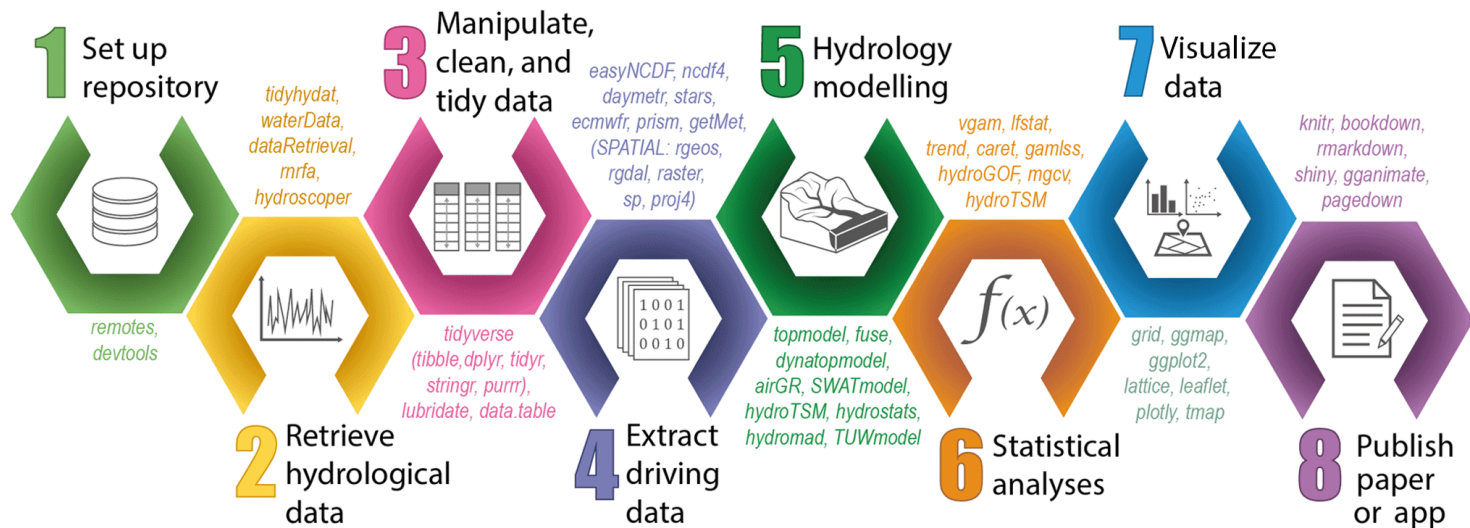 1 Set up
repository
remotes,
devtools
tidyhydat,
waterData,
dataRetrieval,
mrfa,
hydroscoper
2 Retrieve
hydrological
data
3 Manipulate,
clean, and
tidy data
tidyverse
(tibble,dplyr, tidyr,
stringr, purrr),
lubridate, data.table
easyNCDF, ncdf4,
daymetr, stars,
ecmwfr, prism, getMet,
(SPATIAL: rgeos,
rgdal, raster,
sp, proj4)
1001
0101
0010
4 Extract
driving
data
5 Hydrology
modelling
topmodel, fuse,
dynatopmodel,
airGR, SWATmodel,
hydroTSM, hydrostats,
hydromad, TUWmodel
vgam, lfstat,
trend, caret, gamlss,
hydroGOF, mgcv,
hydroTSM
f(x)
6 Statistical
analyses
7 Visualize
data
grid, ggmap,
ggplot2,
lattice, leaflet,
plotly, tmap
knitr, bookdown,
rmarkdown,
shiny, gganimate,
pagedown
8 Publish
paper
or app